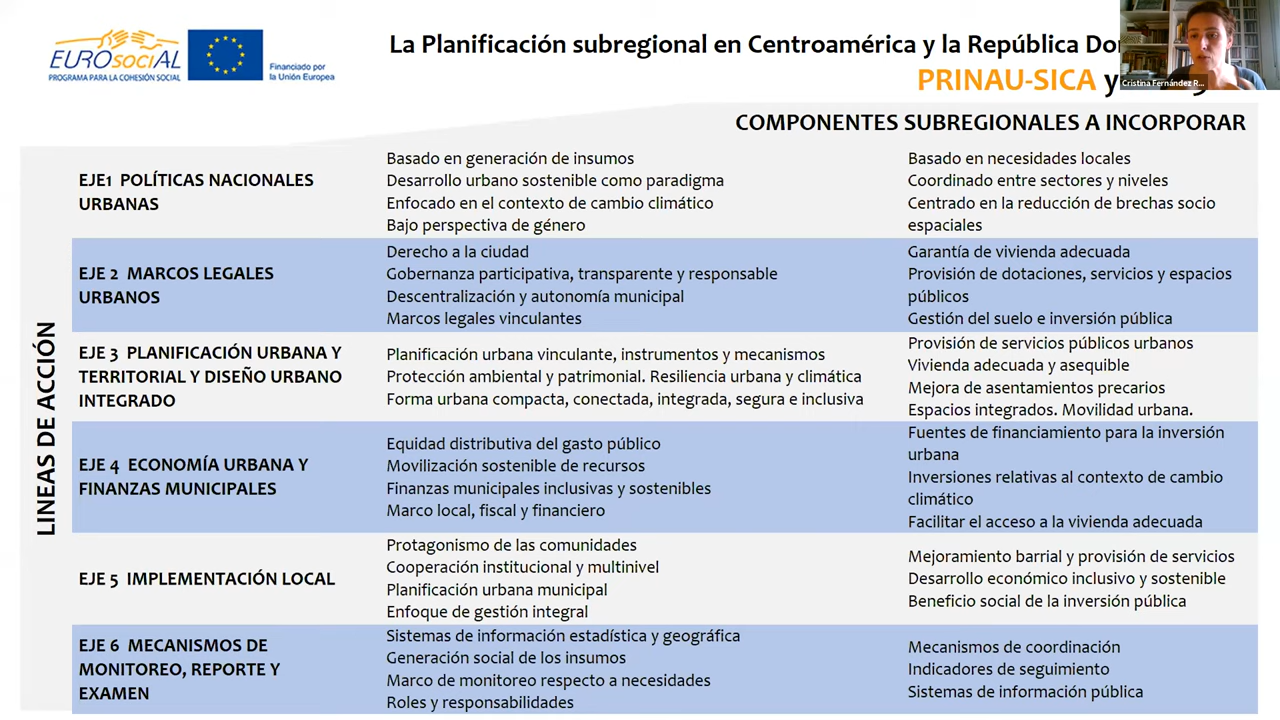 EUROsociAL
PROGRAMA PARA LA COHESIÓN SOCIAL
Financiado por
la Unión Europea
La Planificación subregional en Centroamérica y la República
PRINAU-SICA y
Cristina Fernández R...
COMPONENTES SUBREGIONALES A INCORPORAR
LINEAS DE ACCIÓN
EJE1 POLÍTICAS NACIONALES
URBANAS
Basado en generación de insumos
Desarrollo urbano sostenible como paradigma
Enfocado en el contexto de cambio climático
Bajo perspectiva de género
Basado en necesidades locales
Coordinado entre sectores y niveles
Centrado en la reducción de brechas socio
espaciales
EJE 2 MARCOS LEGALES
URBANOS
Derecho a la ciudad
Gobernanza participativa, transparente y responsable
Descentralización y autonomía municipal
Marcos legales vinculantes
Garantía de vivienda adecuada
Provisión de dotaciones, servicios y espacios
públicos
Gestión del suelo e inversión pública
EJE 3 PLANIFICACIÓN URBANA Y
TERRITORIAL Y DISEÑO URBANO
INTEGRADO
Planificación urbana vinculante, instrumentos y mecanismos
Protección ambiental y patrimonial. Resiliencia urbana y climática
Forma urbana compacta, conectada, integrada, segura e inclusiva
Provisión de servicios públicos urbanos
Vivienda adecuada y asequible
Mejora de asentamientos precarios
Espacios integrados. Movilidad urbana.
EJE 4 ECONOMÍA URBANA Y
FINANZAS MUNICIPALES
Equidad distributiva del gasto público
Movilización sostenible de recursos
Finanzas municipales inclusivas y sostenibles
Marco local, fiscal y financiero
Fuentes de financiamiento para la inversión
urbana
Inversiones relativas al contexto de cambio
climático
Facilitar el acceso a la vivienda adecuada
EJE 5 IMPLEMENTACIÓN LOCAL
Protagonismo de las comunidades
Cooperación institucional y multinivel
Planificación urbana municipal
Enfoque de gestión integral
Mejoramiento barrial y provisión de servicios
Desarrollo económico inclusivo y sostenible
Beneficio social de la inversión pública
EJE 6 MECANISMOS DE
MONITOREO, REPORTE Y
EXAMEN
Sistemas de información estadística y geográfica
Generación social de los insumos
Marco de monitoreo respecto a necesidades
Roles y responsabilidades
Mecanismos de coordinación
Indicadores de seguimiento
Sistemas de información pública